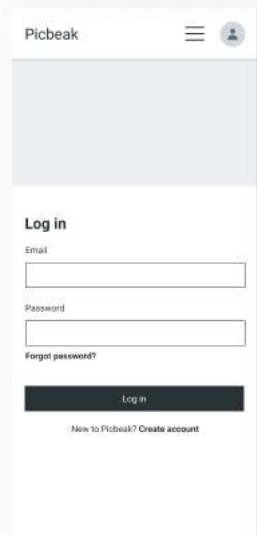 Picbeak
Log in
Email
Password
Forgot password?
Log in
New to Picbeak? Create account